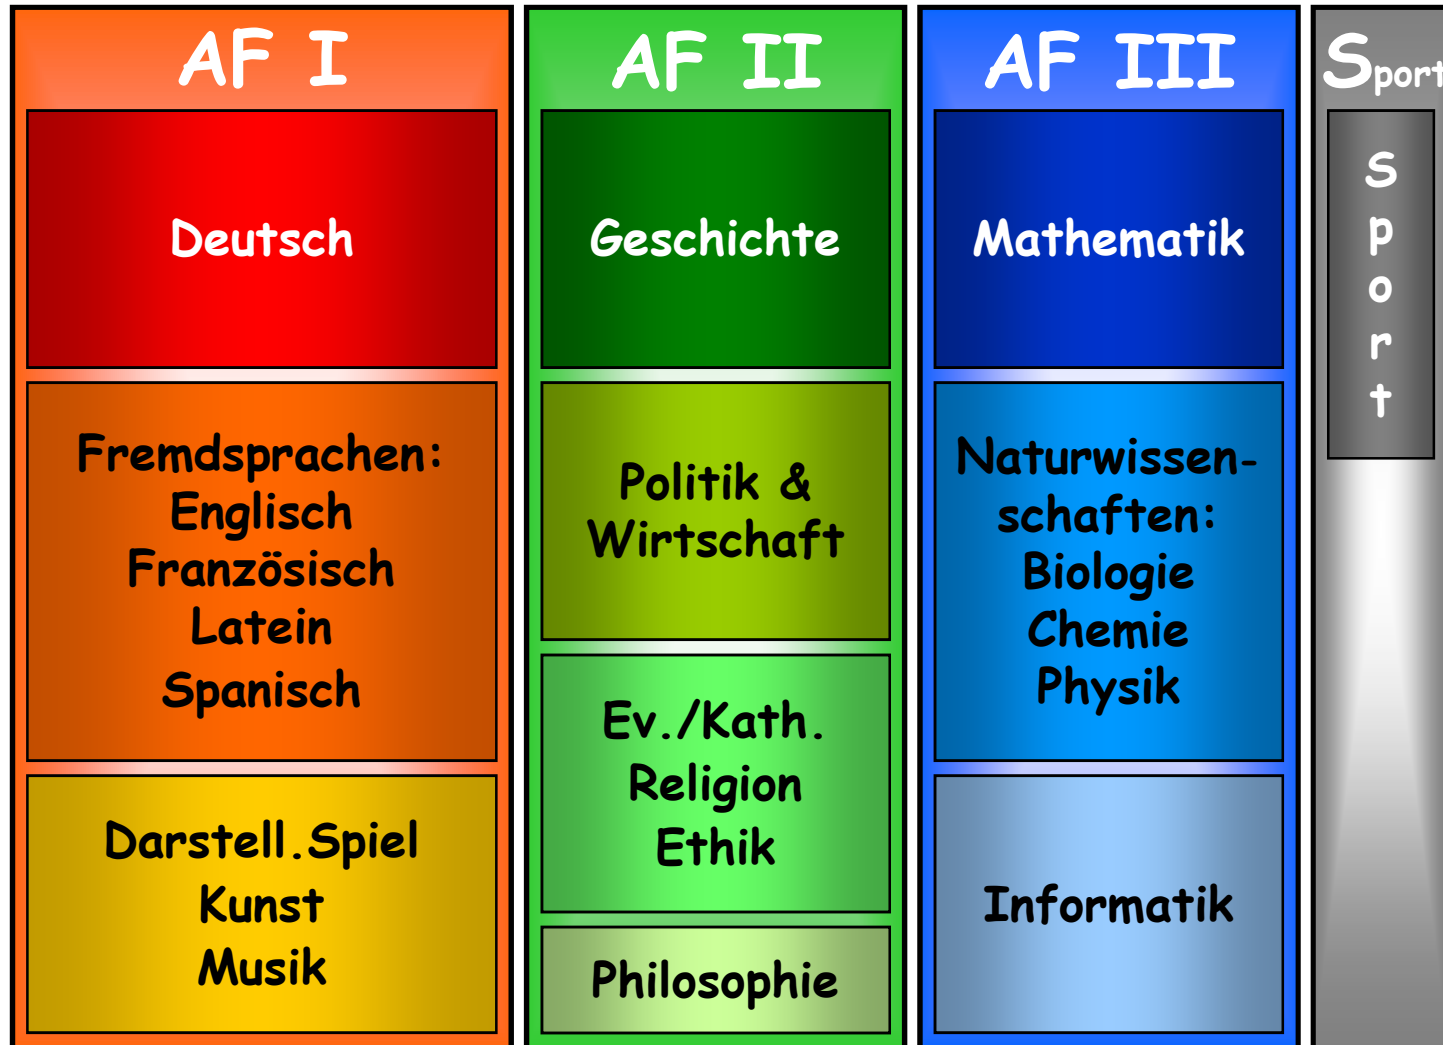 AF I
Deutsch
Fremdsprachen:
Englisch
Französisch
Latein
Spanisch
Darstell.Spiel
Kunst
Musik
AF II
Geschichte
Politik &
Wirtschaft
Ev./Kath.
Religion
Ethik
Philosophie
AF III
Mathematik
Naturwissen-
schaften:
Biologie
Chemie
Physik
Informatik
Sport
S
p
o
r
t